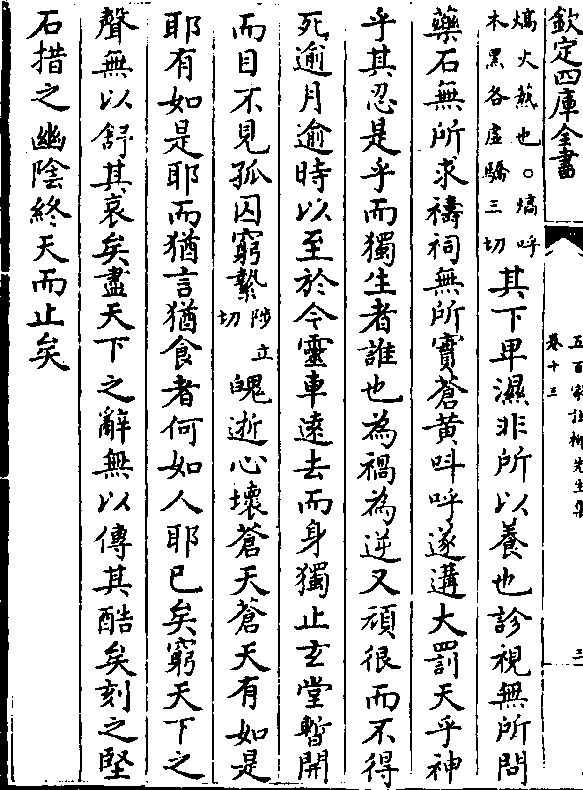 欽定四庫全書
五百家註柳先生集
卷十三
三
熇火蓺也○熇呼
木黑各虛驕三切
其下卑濕非所以養也診視無所問
藥石無所求禱祠無所實蒼黃呌呼遂遘大罰天乎神
乎其忍是乎而獨生者誰也為禍為逆又頑很而不得
死逾月逾時以至於今靈車逺去而身獨止玄堂暫開
而目不見孤囚窮縶
陟立
切
魄逝心壊蒼天蒼天有如是
耶有如是耶而猶言猶食者何如人耶已矣窮天下之
聲無以舒其哀矣盡天下之辭無以傳其酷矣刻之堅
石措之幽隂終天而止矣